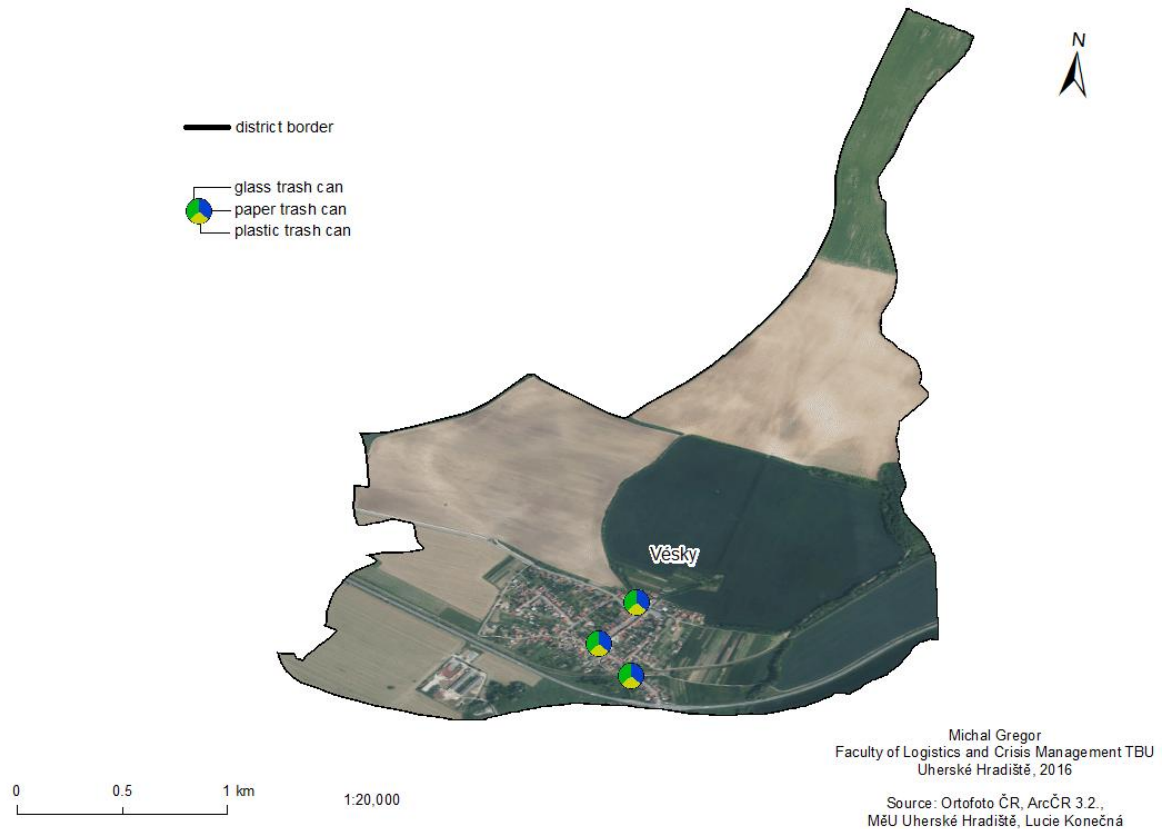 N
district border
glass trash can
paper trash can
plastic trash can
Vésky
Michal Gregor
Faculty of Logistics and Crisis Management TBU
Uherské Hradiště, 2016
0 0.5 1 km
1:20,000
Source: Ortofoto ČR, ArcČR 3.2.,
MěÚ Uherské Hradiště, Lucie Konečná